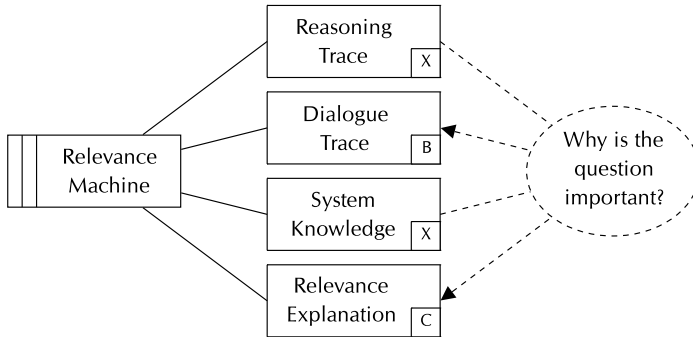 Reasoning
Trace
X
Dialogue
Trace
B
Relevance
Machine
Why is the
question
important?
System
Knowledge
X
Relevance
Explanation
C